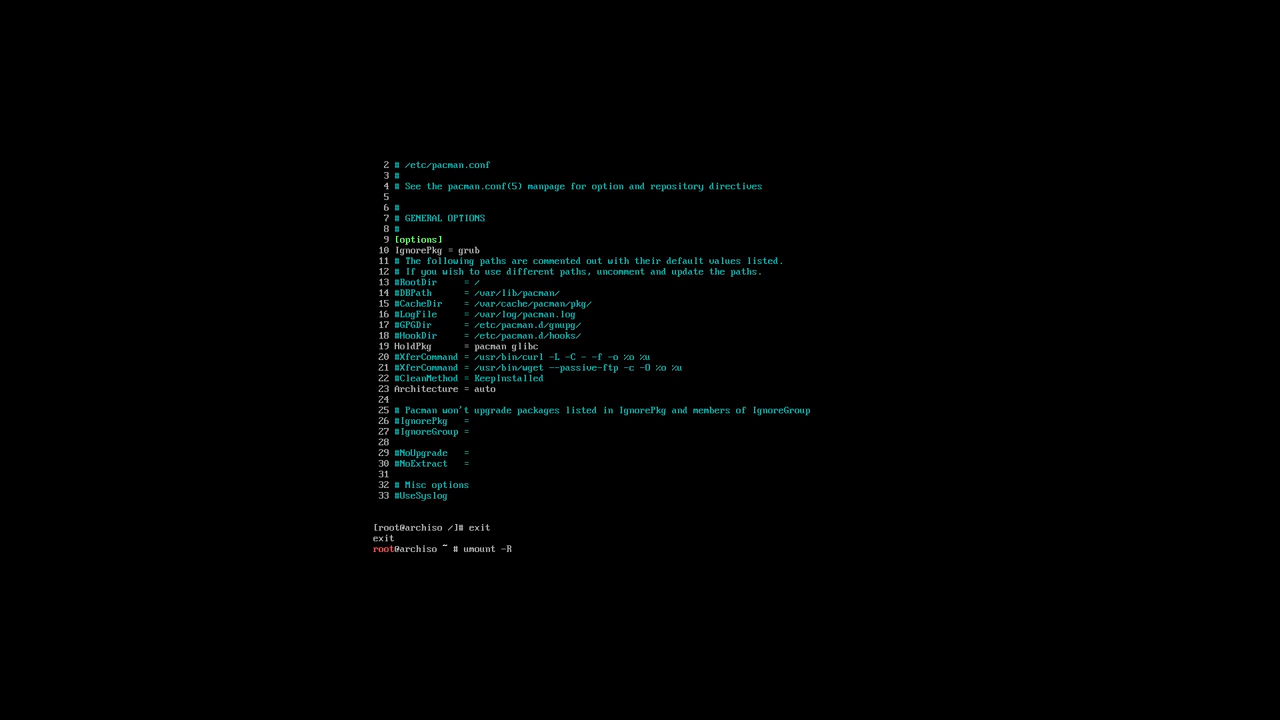 2 # /etc/pacman.conf
3 #
4 # See the pacman.conf(5) manpage for option and repository directives
5
6 #
7 # GENERAL OPTIONS
8 #
9 [options]
10 IgnorePkg = grub
11 # The following paths are commented out with their default values listed.
12 # If you wish to use different paths, uncomment and update the paths.
13 #RootDir     = /
14 #DBPath      = /var/lib/pacman/
15 #CacheDir    = /var/cache/pacman/pkg/
16 #LogFile     = /var/log/pacman.log
17 #GPGDir      = /etc/pacman.d/gnupg/
18 #HookDir     = /etc/pacman.d/hooks/
19 HoldPkg      = pacman glibc
20 #XferCommand = /usr/bin/curl -L -C - -f -o %o %u
21 #XferCommand = /usr/bin/wget --passive-ftp -c -O %o %u
22 #CleanMethod = KeepInstalled
23 Architecture = auto
24
25 # Pacman won't upgrade packages listed in IgnorePkg and members of IgnoreGroup
26 #IgnorePkg   =
27 #IgnoreGroup =
28
29 #NoUpgrade   =
30 #NoExtract   =
31
32 # Misc options
33 #UseSyslog
[root@archiso /]# exit
exit
root@archiso ~ # umount -R